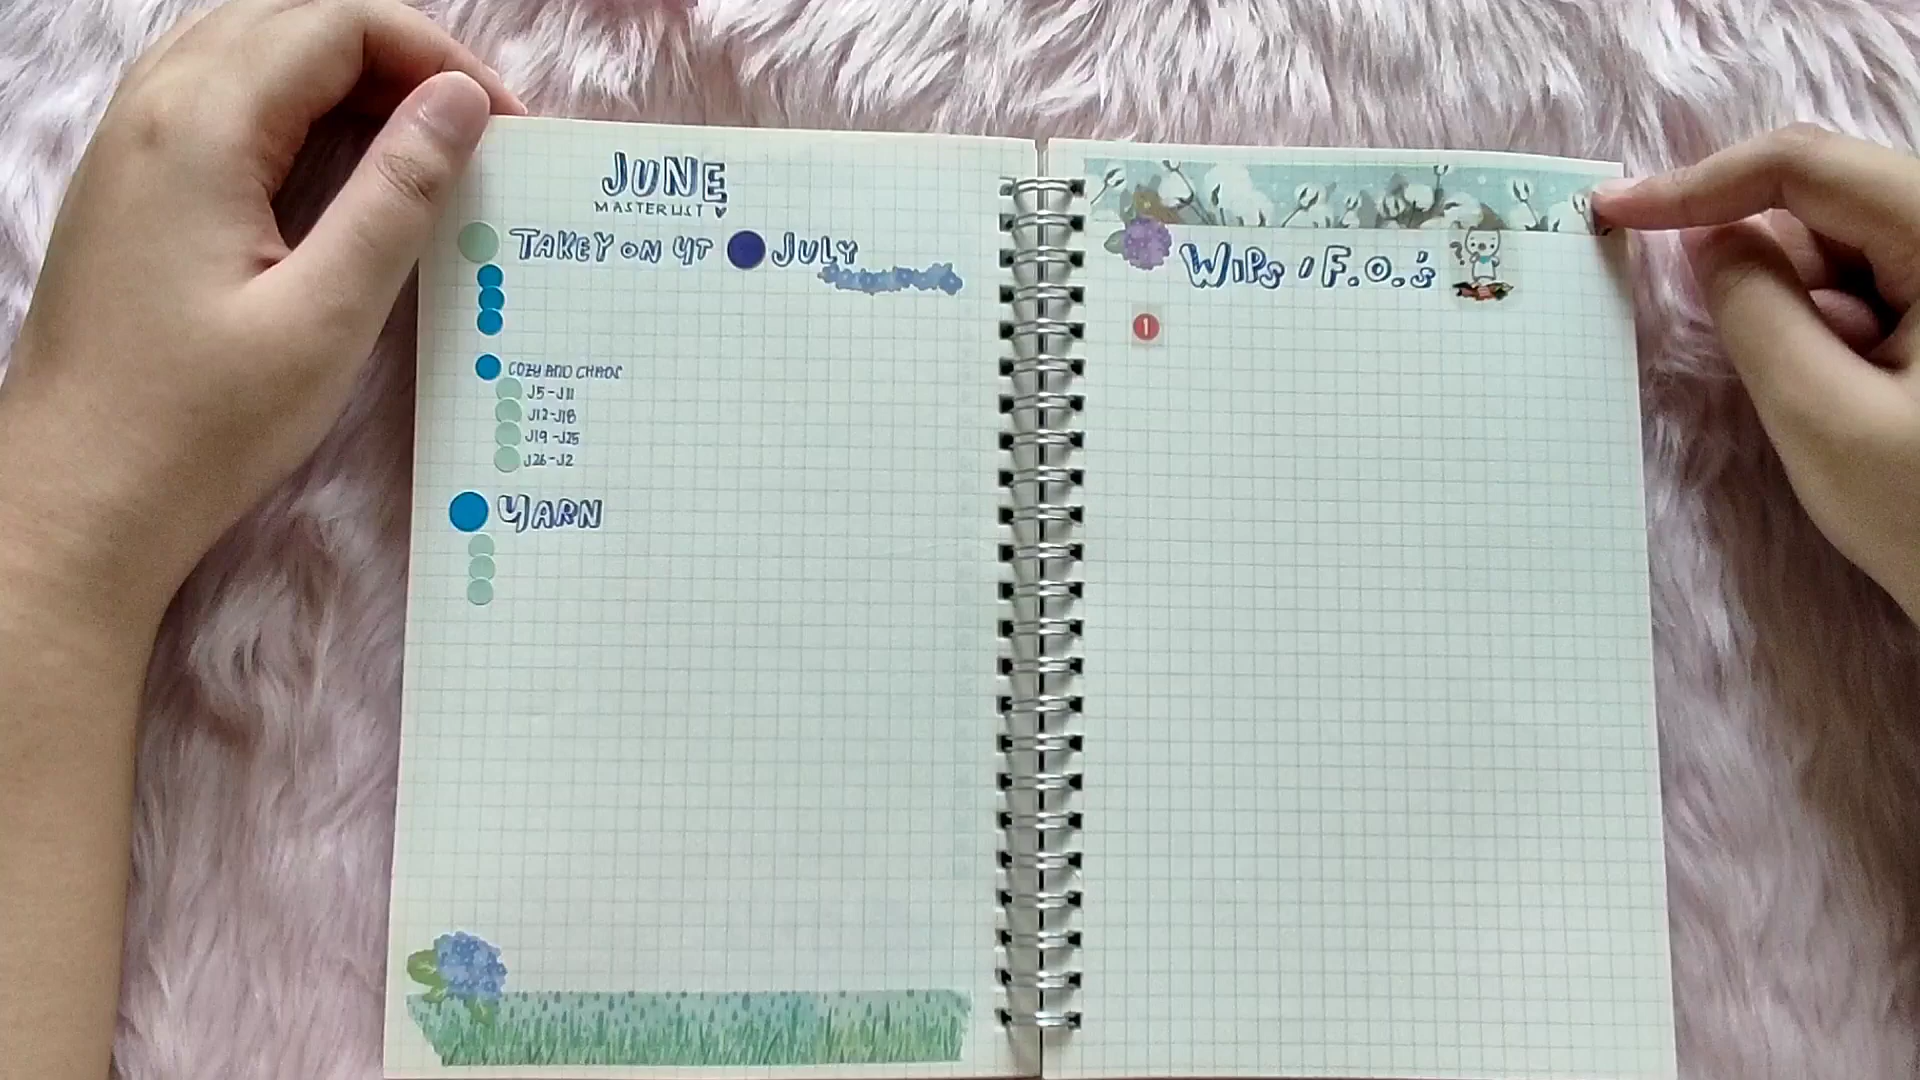 JUNE
MASTERLIST
TAKEY ON YT
JULY
COZY AND CHAOS
J5-J11
J12-J18
J19-J25
J26-J2
YARN
WIPS / F.O.'s
1